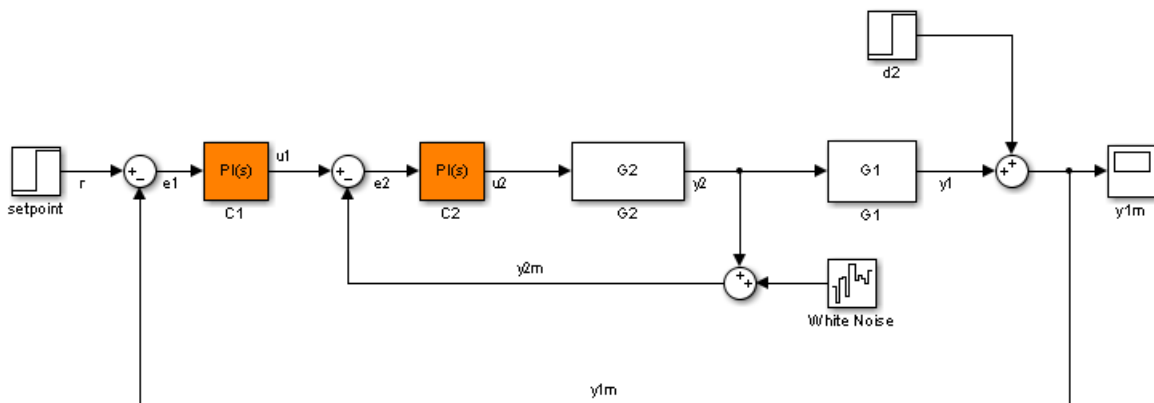 d2
setpoint
r
+
−
e1
PI(s)
C1
u1
+
−
e2
PI(s)
C2
u2
G2
G2
y2
G1
G1
y1
+
+
y1m
y2m
+
+
White Noise
y1m